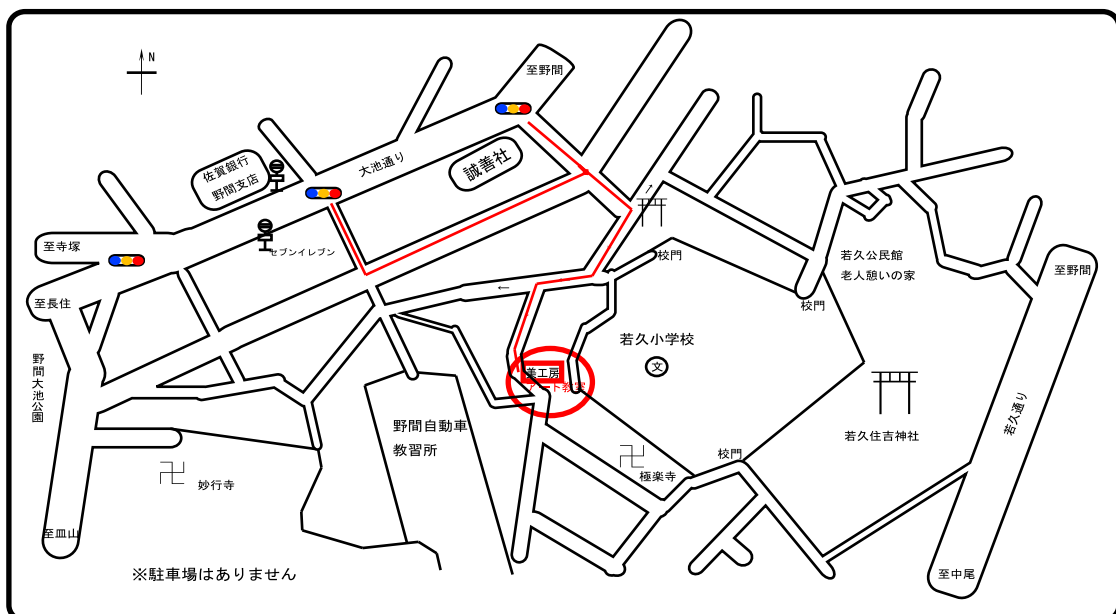 N
至野間
大池通り
佐賀銀行
野間支店
誠善社
セブンイレブン
至寺塚
至長住
野間大池公園
校門
若久公民館
老人憩いの家
校門
至野間
若久小学校
文
美工房
アート教室
野間自動車
教習所
若久住吉神社
若久通り
校門
極楽寺
妙行寺
至皿山
至中尾
※駐車場はありません